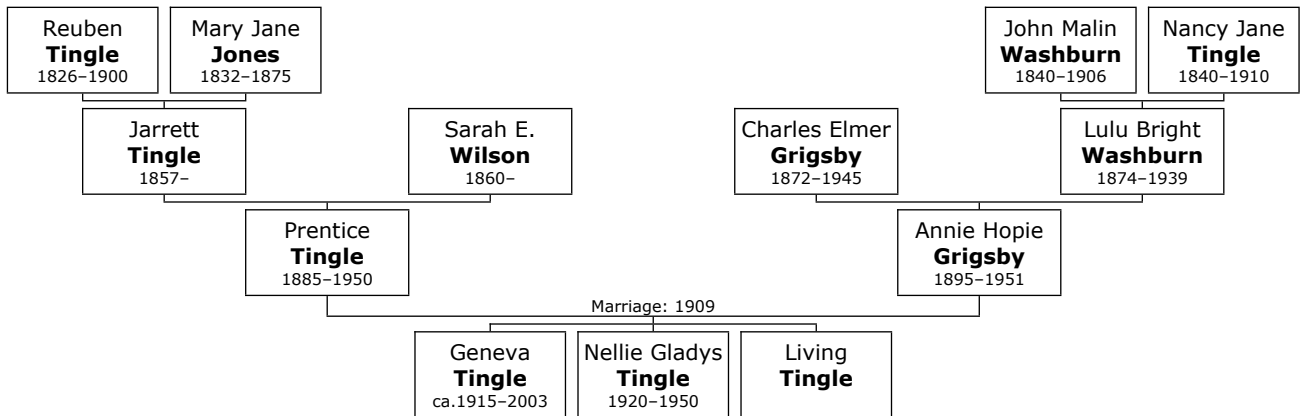 Reuben
Tingle
1826–1900
Mary Jane
Jones
1832–1875
John Malin
Washburn
1840–1906
Nancy Jane
Tingle
1840–1910
Jarrett
Tingle
1857–
Sarah E.
Wilson
1860–
Charles Elmer
Grigsby
1872–1945
Lulu Bright
Washburn
1874–1939
Prentice
Tingle
1885–1950
Annie Hopie
Grigsby
1895–1951
Marriage: 1909
Geneva
Tingle
ca.1915–2003
Nellie Gladys
Tingle
1920–1950
Living
Tingle